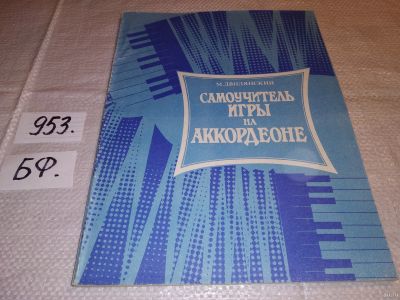 953.
БФ.
М. ДВИЛЯНСКИЙ
САМОУЧИТЕЛЬ
ИГРЫ
НА
АККОРДЕОНЕ